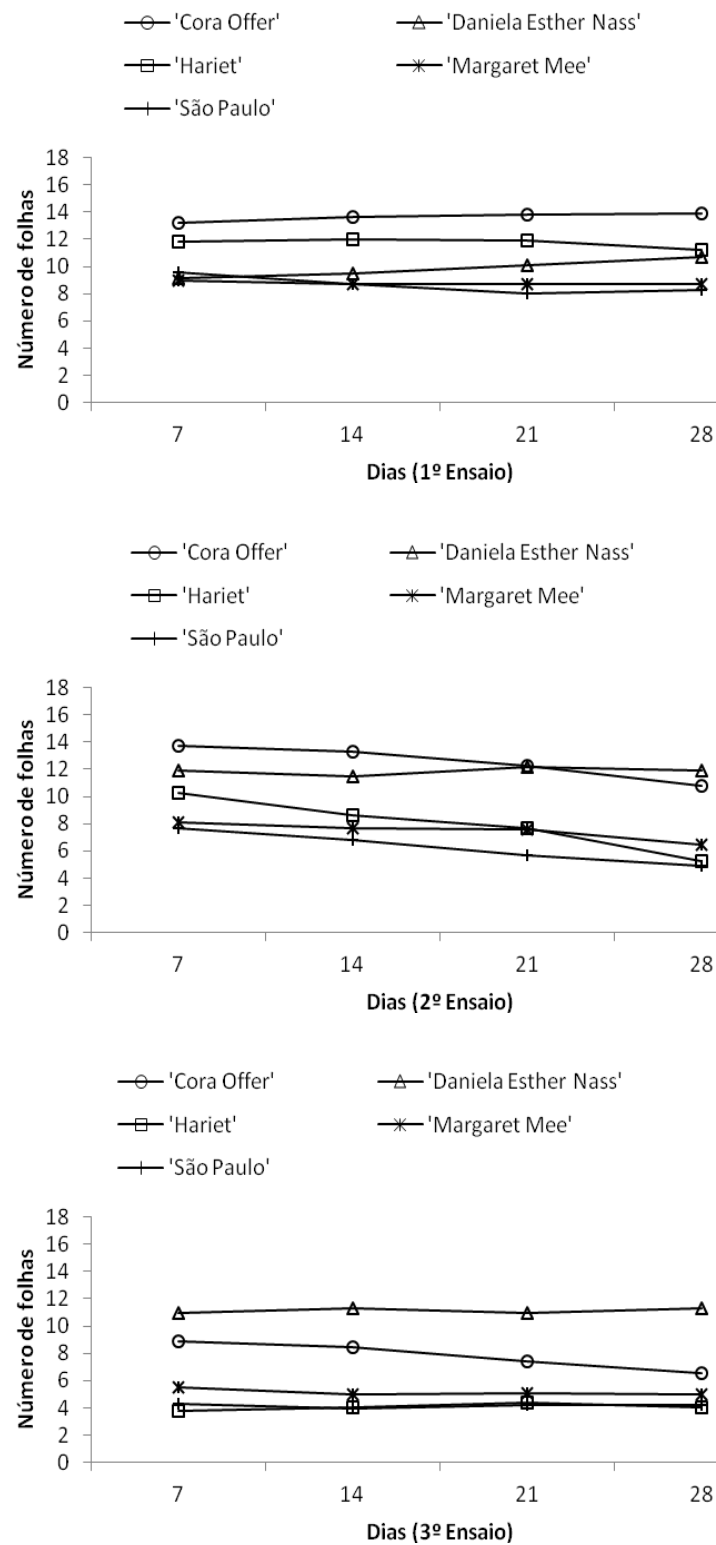 'Cora Offer' 'Daniela Esther Nass'
'Hariet' 'Margaret Mee'
'São Paulo'
Número de folhas
18
16
14
12
10
8
6
4
2
0
7 14 21 28
Dias (1º Ensaio)
'Cora Offer' 'Daniela Esther Nass'
'Hariet' 'Margaret Mee'
'São Paulo'
Número de folhas
18
16
14
12
10
8
6
4
2
0
7 14 21 28
Dias (2º Ensaio)
'Cora Offer' 'Daniela Esther Nass'
'Hariet' 'Margaret Mee'
'São Paulo'
Número de folhas
18
16
14
12
10
8
6
4
2
0
7 14 21 28
Dias (3º Ensaio)